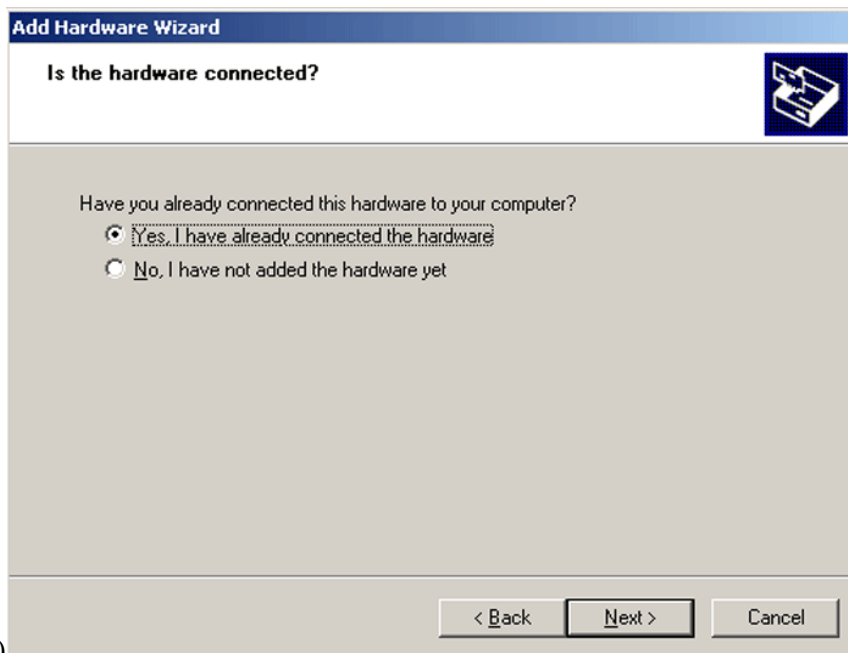 Add Hardware Wizard
Is the hardware connected?
Have you already connected this hardware to your computer?
Yes, I have already connected the hardware
No, I have not added the hardware yet
< Back Next > Cancel
)